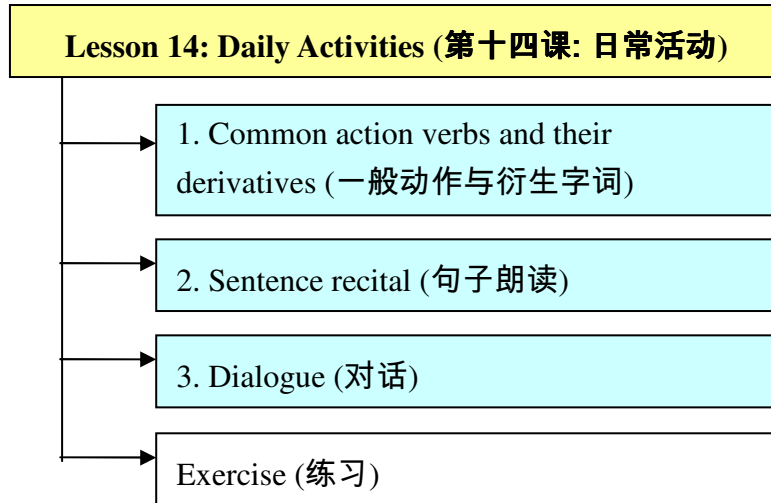 Lesson 14: Daily Activities (第十四课: 日常活动)
1. Common action verbs and their
derivatives (一般动作与衍生字词)
2. Sentence recital (句子朗读)
3. Dialogue (对话)
Exercise (练习)